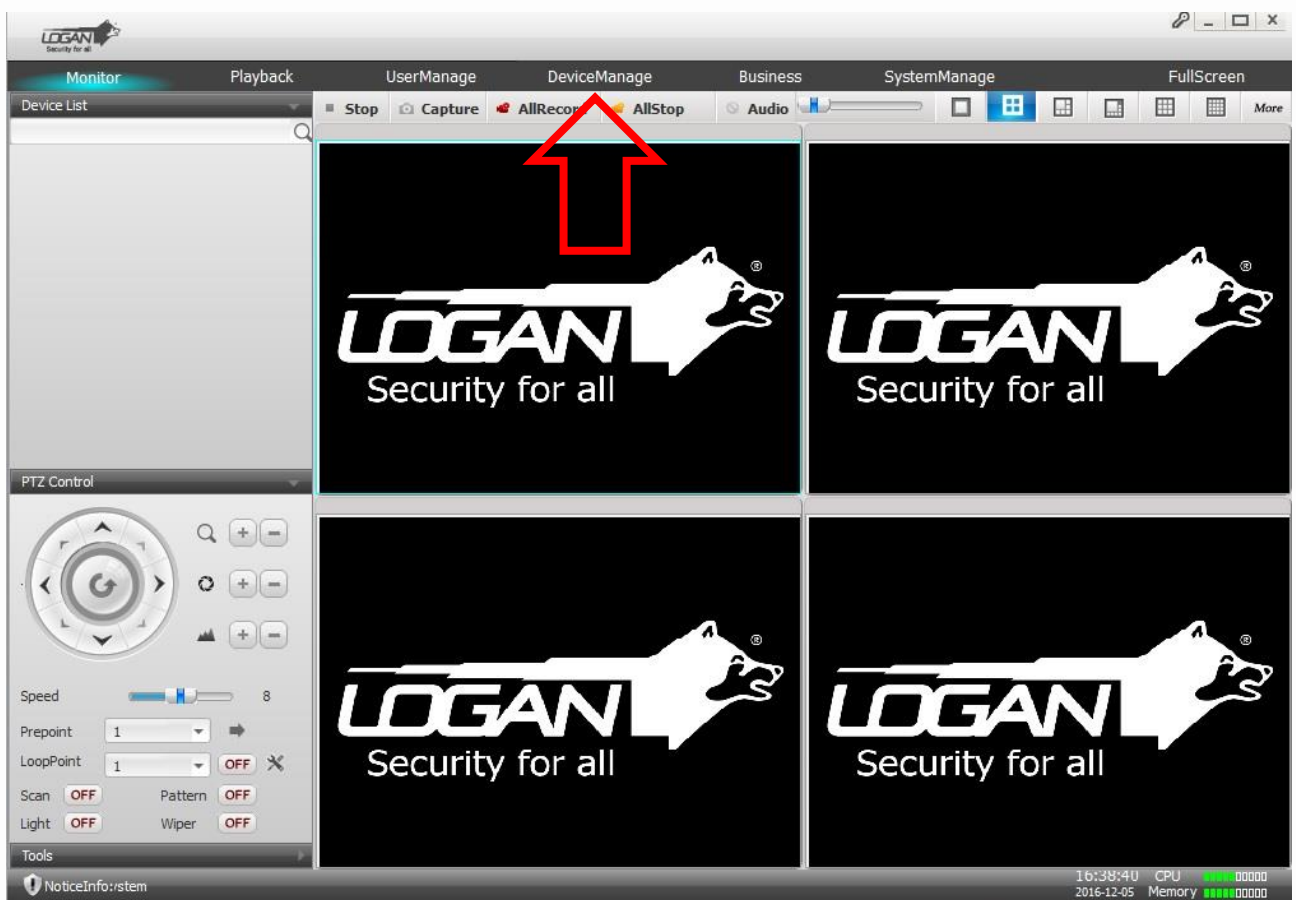 LOGAN
Security for all
Monitor Playback UserManage DeviceManage Business SystemManage FullScreen
Device List
Stop Capture AllRecord AllStop Audio More
LOGAN ®
Security for all
LOGAN ®
Security for all
PTZ Control
Speed 8
Prepoint 1
LoopPoint 1 OFF
Scan OFF Pattern OFF
Light OFF Wiper OFF
LOGAN ®
Security for all
LOGAN ®
Security for all
Tools
NoticeInfo:/stem
16:38:40 CPU
2016-12-05 Memory